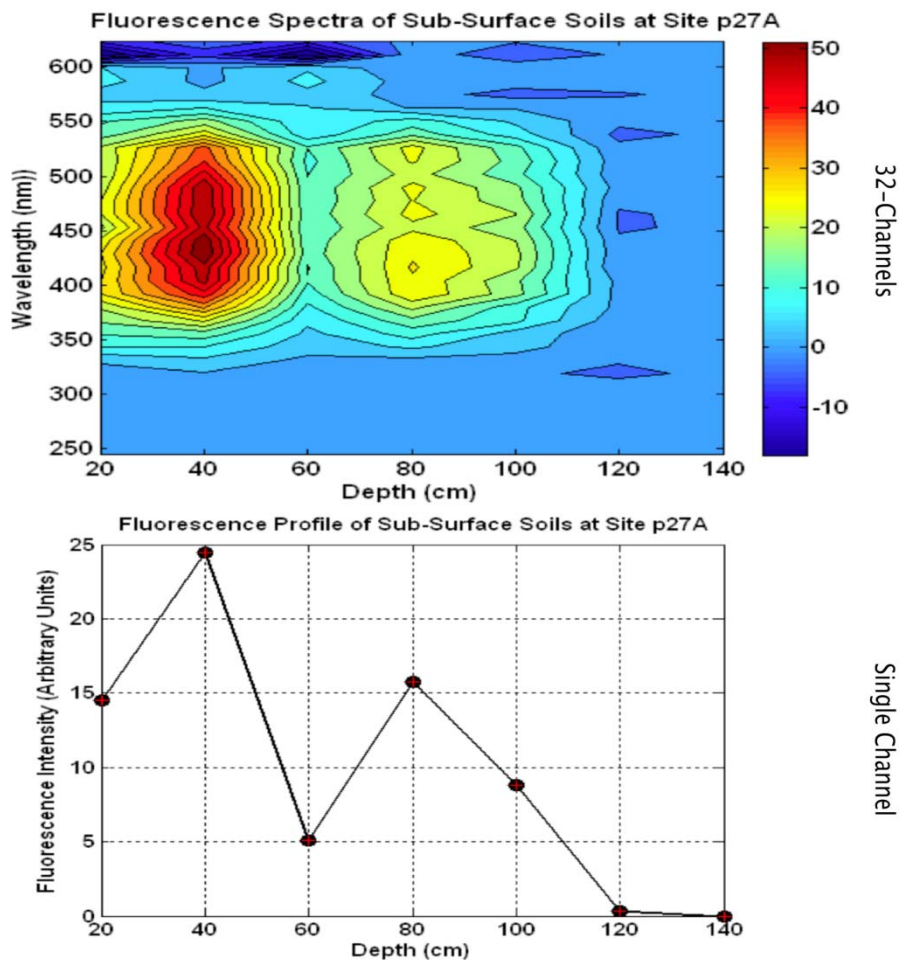 Fluorescence Spectra of Sub-Surface Soils at Site p27A
Wavelength (nm))
600
550
500
450
400
350
300
250
20 40 60 80 100 120 140
Depth (cm)
50
40
30
20
10
0
-10
32-Channels
Fluorescence Profile of Sub-Surface Soils at Site p27A
Fluorescence Intensity (Arbitrary Units)
25
20
15
10
5
0
20 40 60 80 100 120 140
Depth (cm)
Single Channel